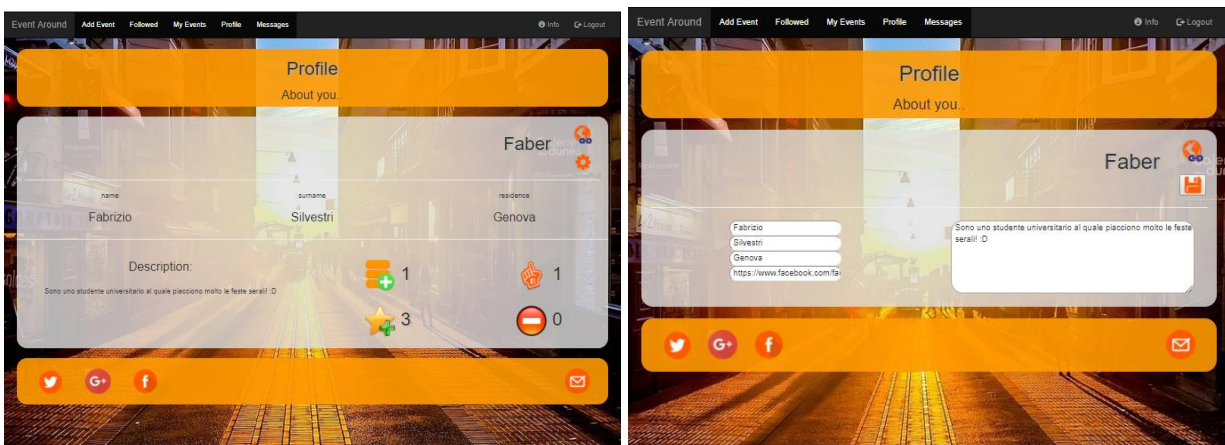 Event Around Add Event Followed My Events Profile Messages Info Logout
Profile
About you..
Faber
name surname residence
Fabrizio Silvestri Genova
Description:
Sono uno studente universitario al quale piacciono molto le feste serali! :D
1
1
3
0
G+
Event Around Add Event Followed My Events Profile Messages Info Logout
Profile
About you..
Faber
Fabrizio
Silvestri
Genova
https://www.facebook.com/fa
Sono uno studente universitario al quale piacciono molto le feste
serali! :D
G+